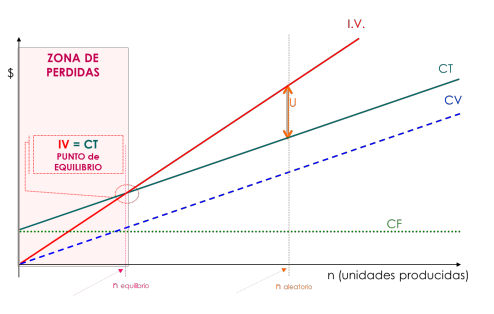 I.V.
ZONA DE
PERDIDAS
$
CT
CV
U
IV = CT
PUNTO de
EQUILIBRIO
CF
n (unidades producidas)
n equilibrio
n aleatorio